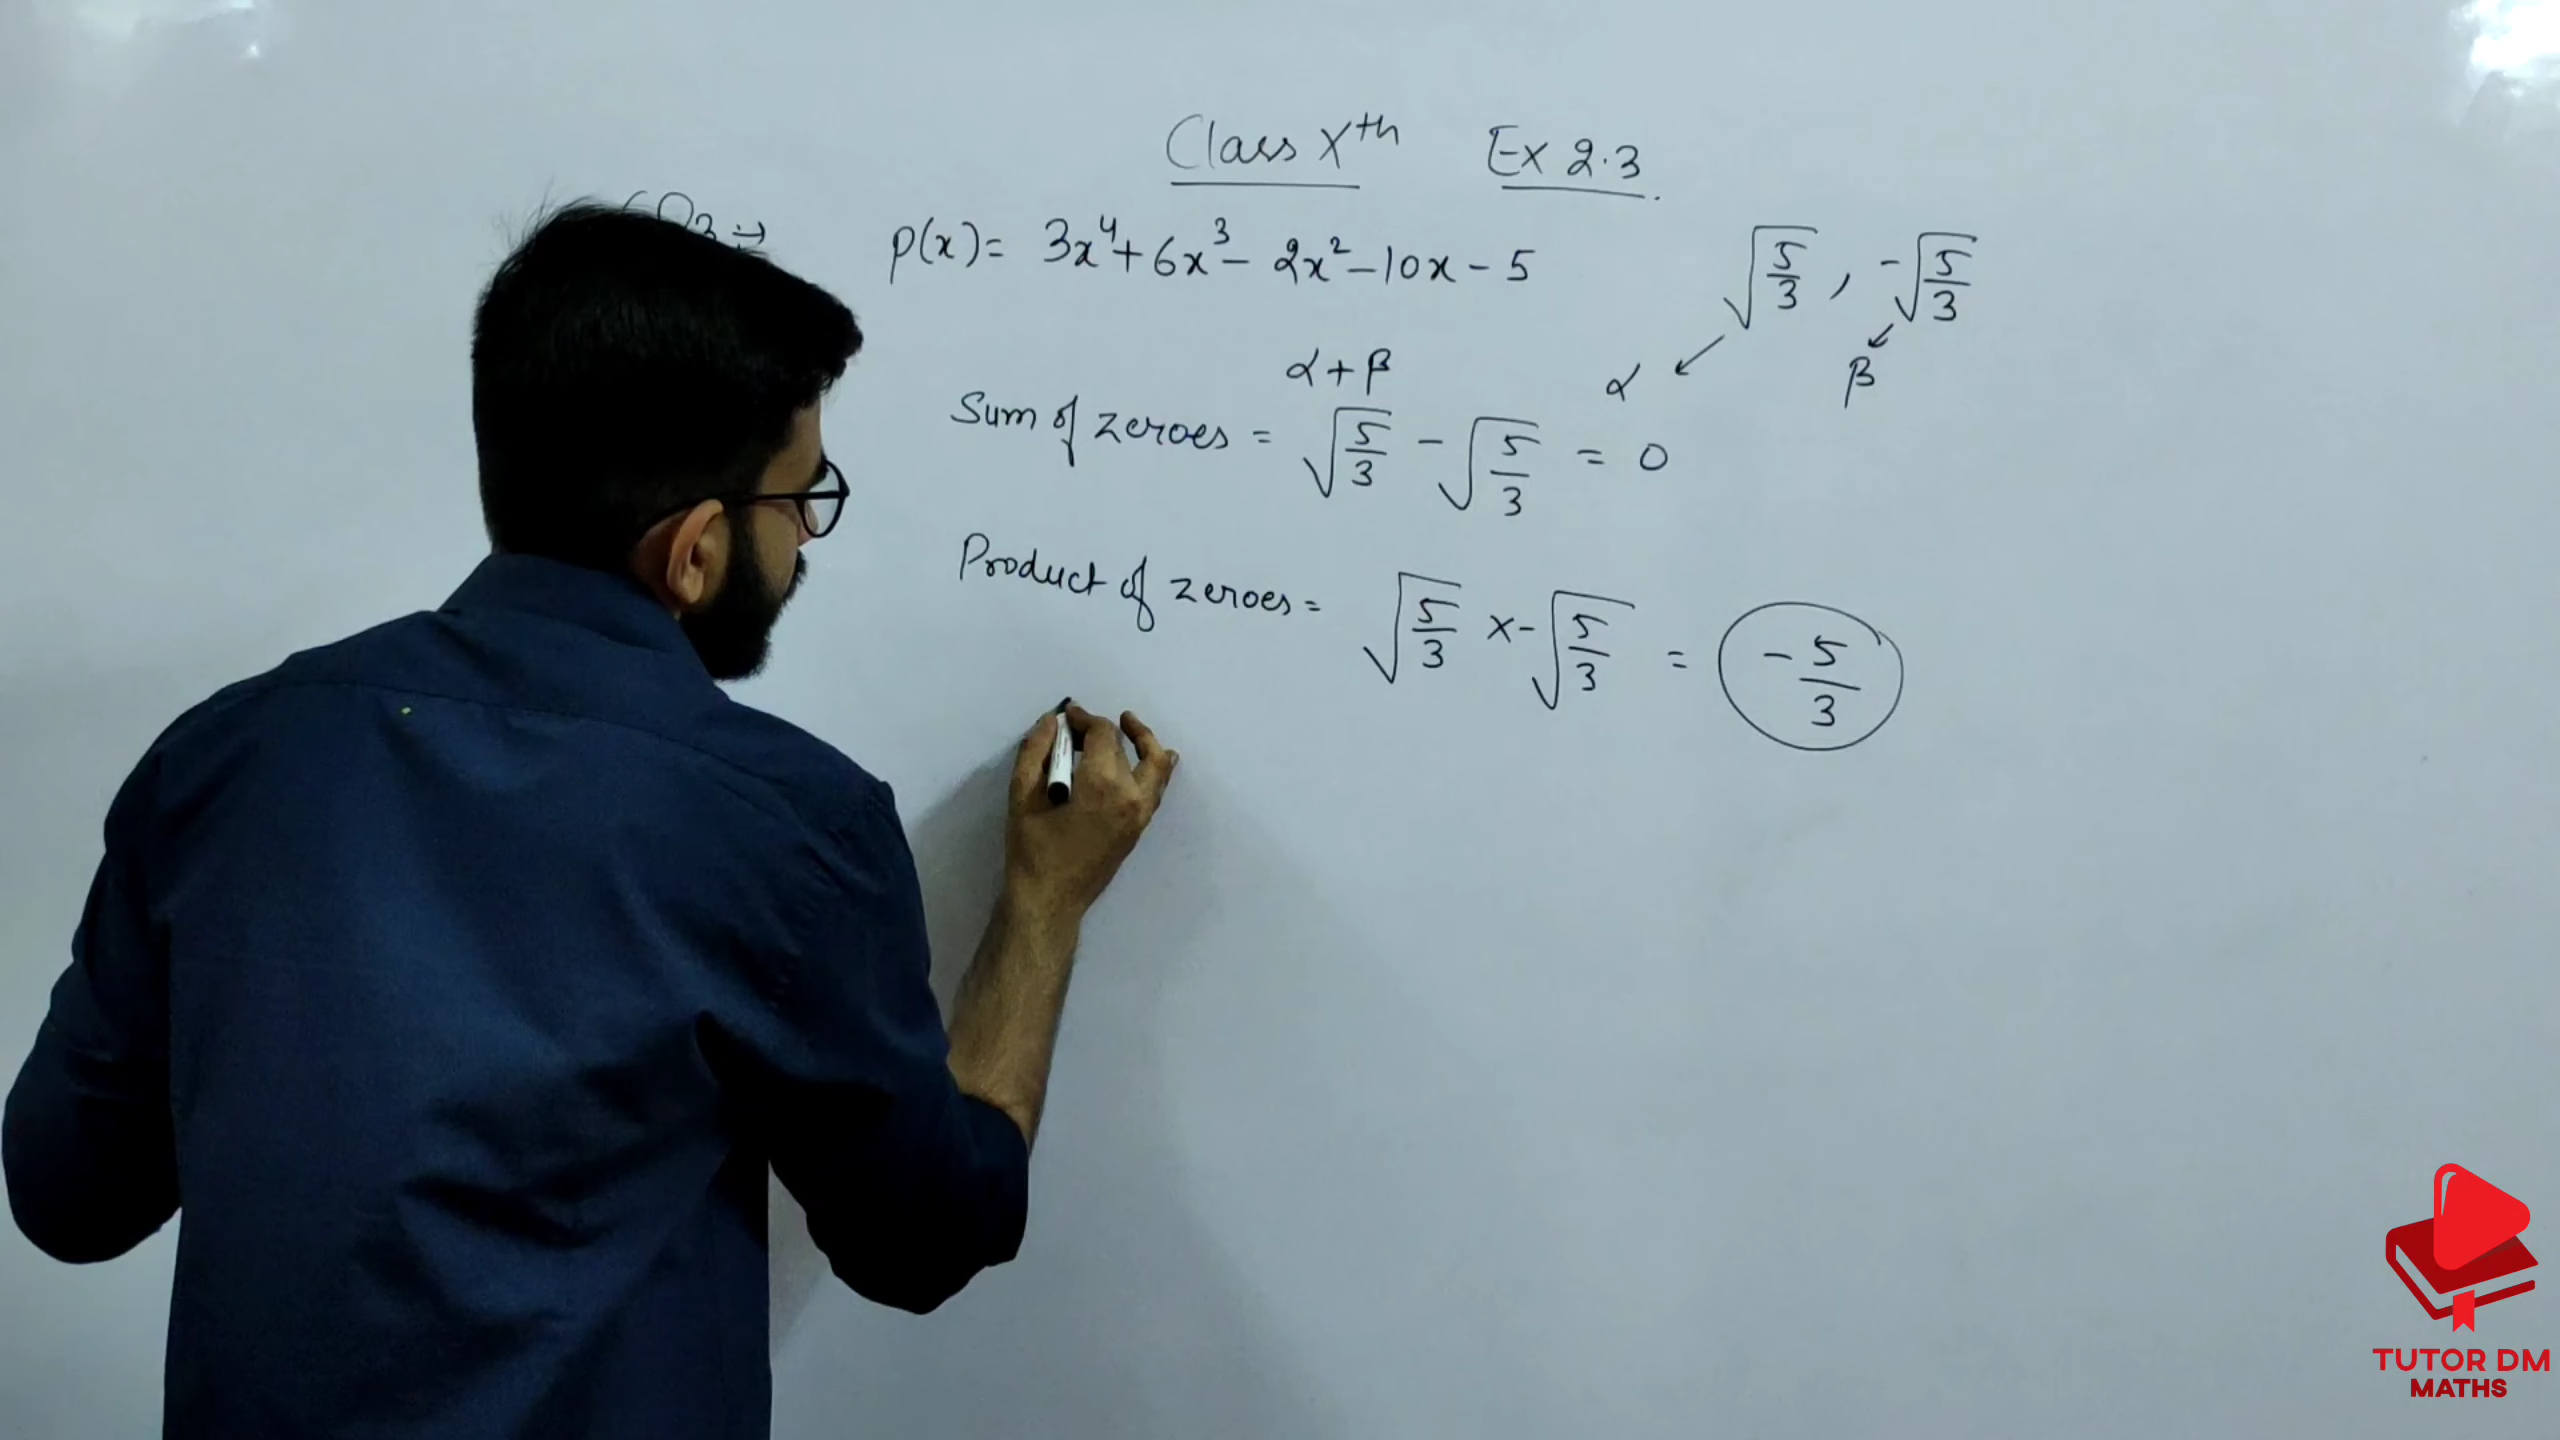 Class Xth Ex 2.3
Q3 :→ p(x) = 3x⁴ + 6x³ - 2x² - 10x - 5 √5/3 , -√5/3
α + β α β
Sum of zeroes = √5/3 - √5/3 = 0
Product of zeroes = √5/3 x -√5/3 = -5/3
TUTOR DM
MATHS